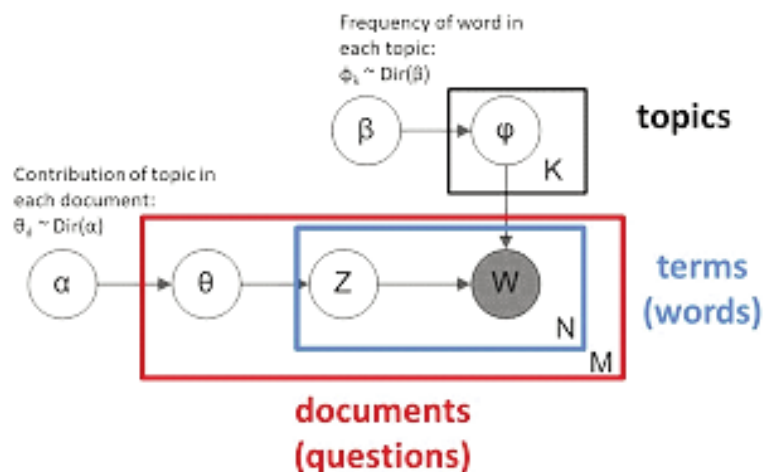 Frequency of word in
each topic:
ϕₖ ~ Dir(β)
β
φ
K
topics
Contribution of topic in
each document:
θ_d ~ Dir(α)
α
θ
Z
W
N
M
terms
(words)
documents
(questions)